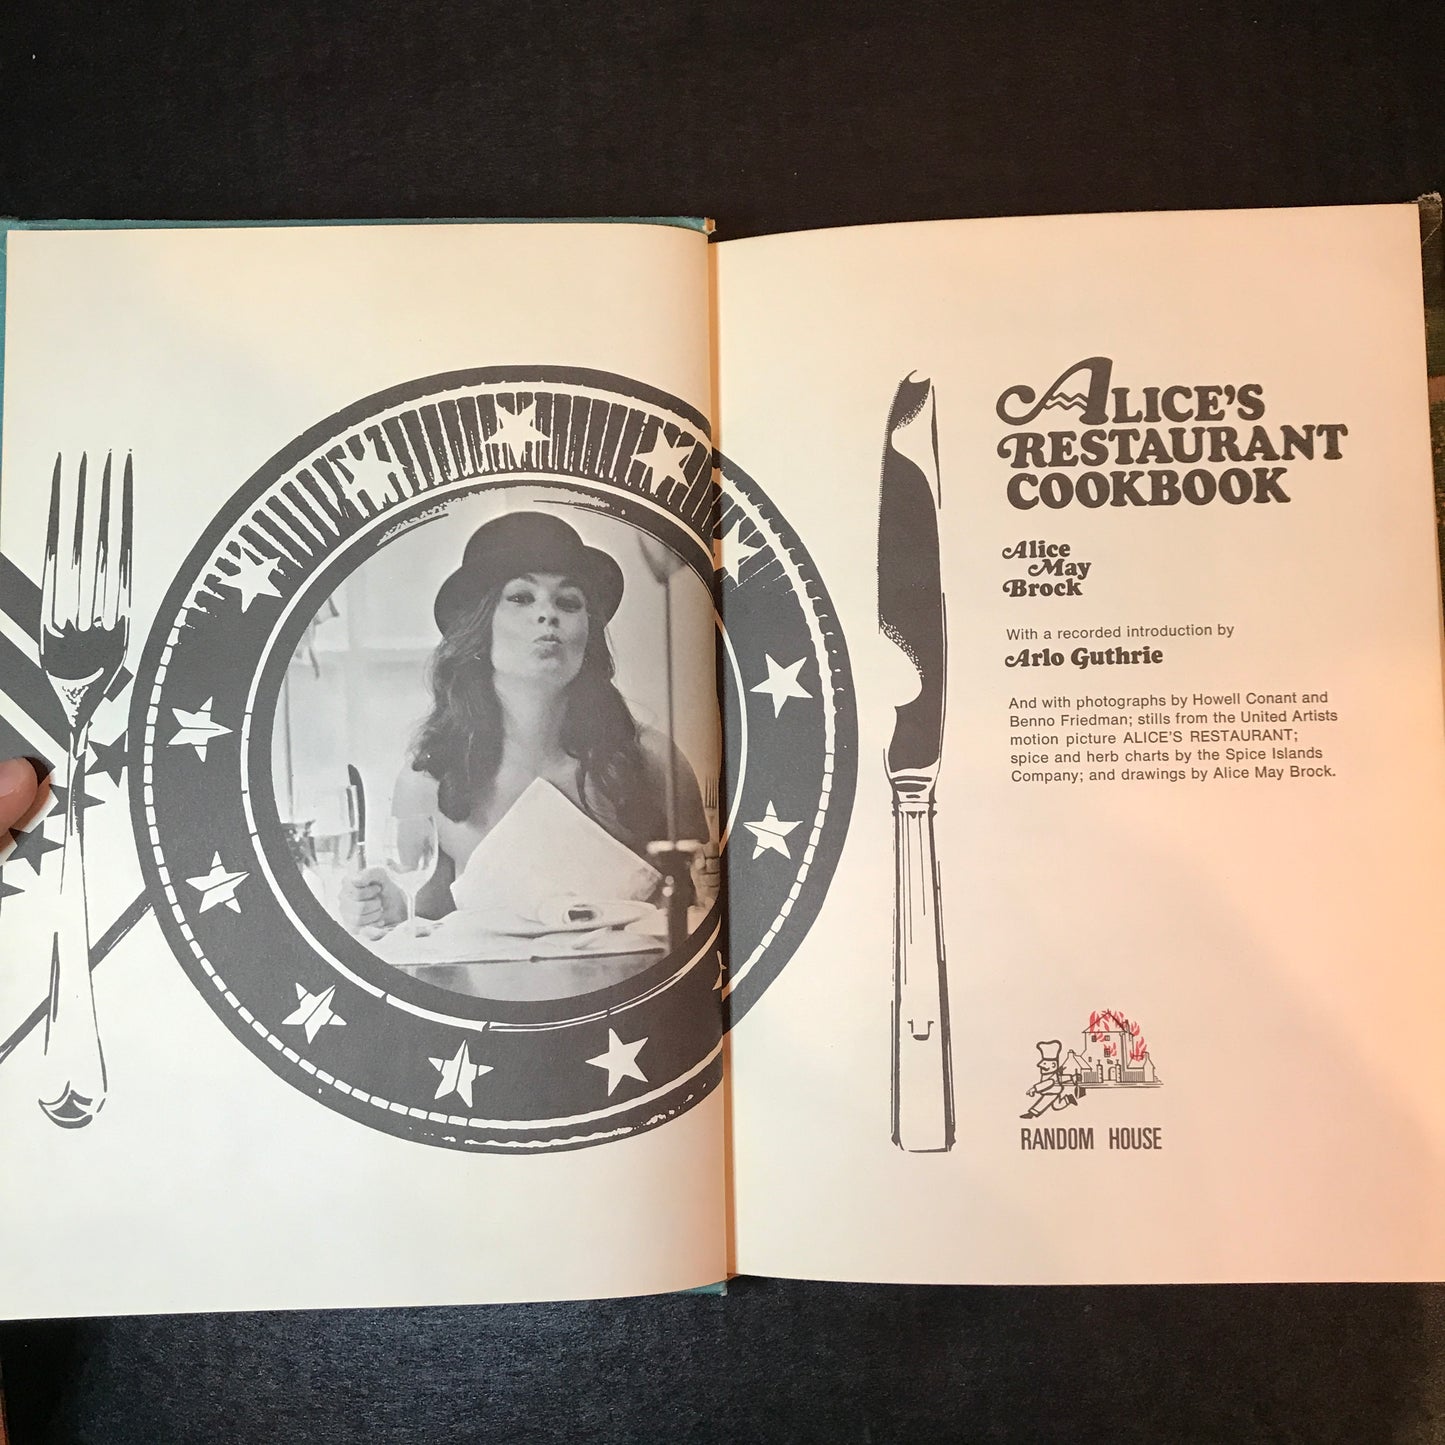 ALICE'S
RESTAURANT
COOKBOOK
Alice
May
Brock
With a recorded introduction by
Arlo Guthrie
And with photographs by Howell Conant and
Benno Friedman; stills from the United Artists
motion picture ALICE'S RESTAURANT;
spice and herb charts by the Spice Islands
Company; and drawings by Alice May Brock.
RANDOM HOUSE